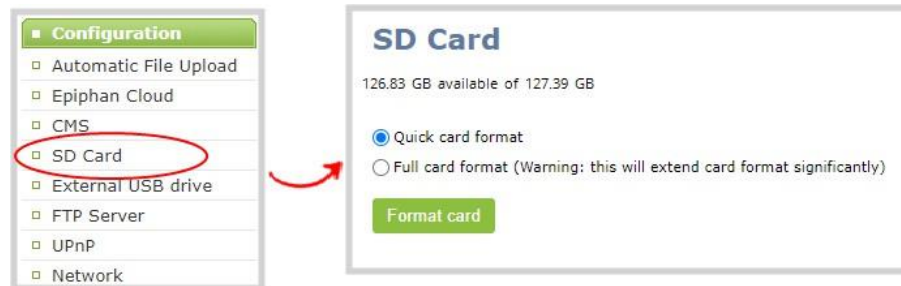 Configuration
Automatic File Upload
Epiphan Cloud
CMS
SD Card
External USB drive
FTP Server
UPnP
Network
SD Card
126.83 GB available of 127.39 GB
Quick card format
Full card format (Warning: this will extend card format significantly)
Format card